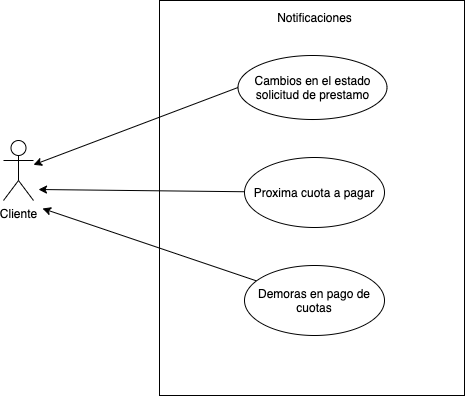 Notificaciones
Cambios en el estado
solicitud de prestamo
Cliente
Proxima cuota a pagar
Demoras en pago de
cuotas